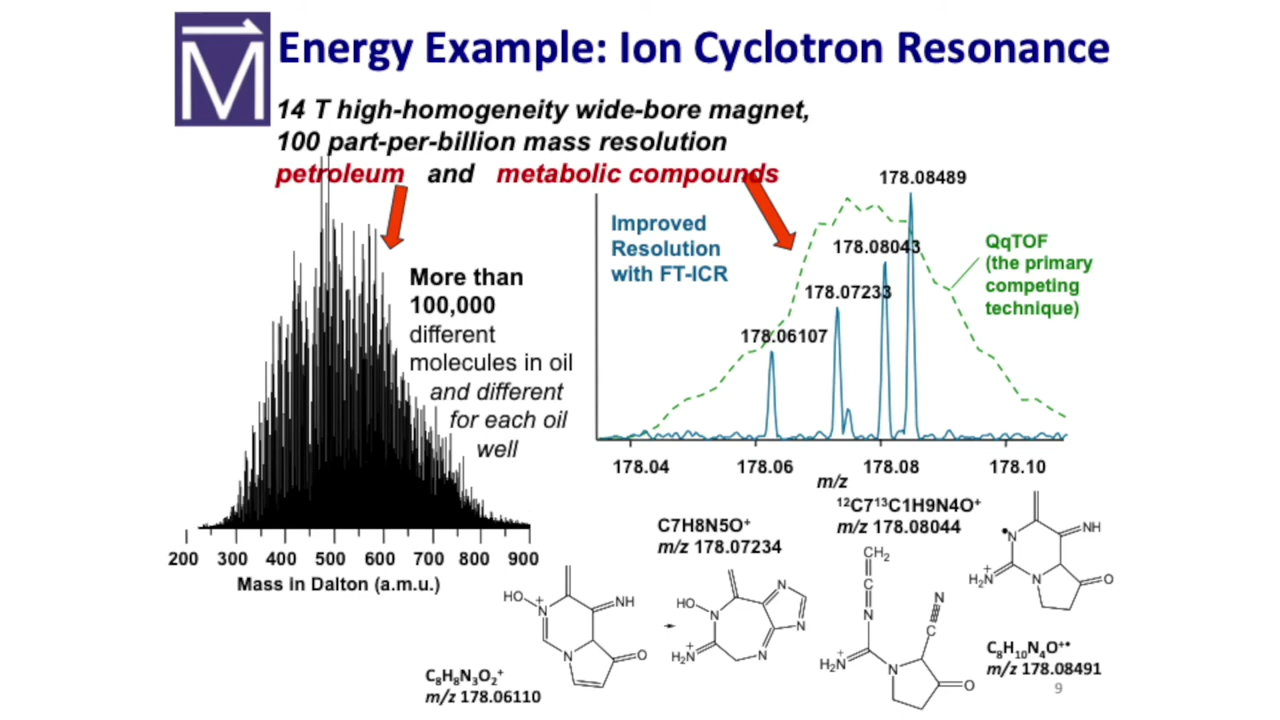 M
Energy Example: Ion Cyclotron Resonance
14 T high-homogeneity wide-bore magnet,
100 part-per-billion mass resolution
petroleum and metabolic compounds
More than
100,000
different
molecules in oil
and different
for each oil
well
200 300 400 500 600 700 800 900
Mass in Dalton (a.m.u.)
Improved
Resolution
with FT-ICR
178.08489
178.08043
178.07233
178.06107
QqTOF
(the primary
competing
technique)
178.04 178.06 178.08 178.10
m/z
C7H8N5O⁺
m/z 178.07234
¹²C7¹³C1H9N4O⁺
m/z 178.08044
HO
N
+
NH
N
O
C₈H₈N₃O₂⁺
m/z 178.06110
HO
N
N
N
H₂N
+
N
CH₂
C
N
N
C
H₂N
+
N
O
N
NH
H₂N
+
N
O
C₈H₁₀N₄O⁺•
m/z 178.08491
9